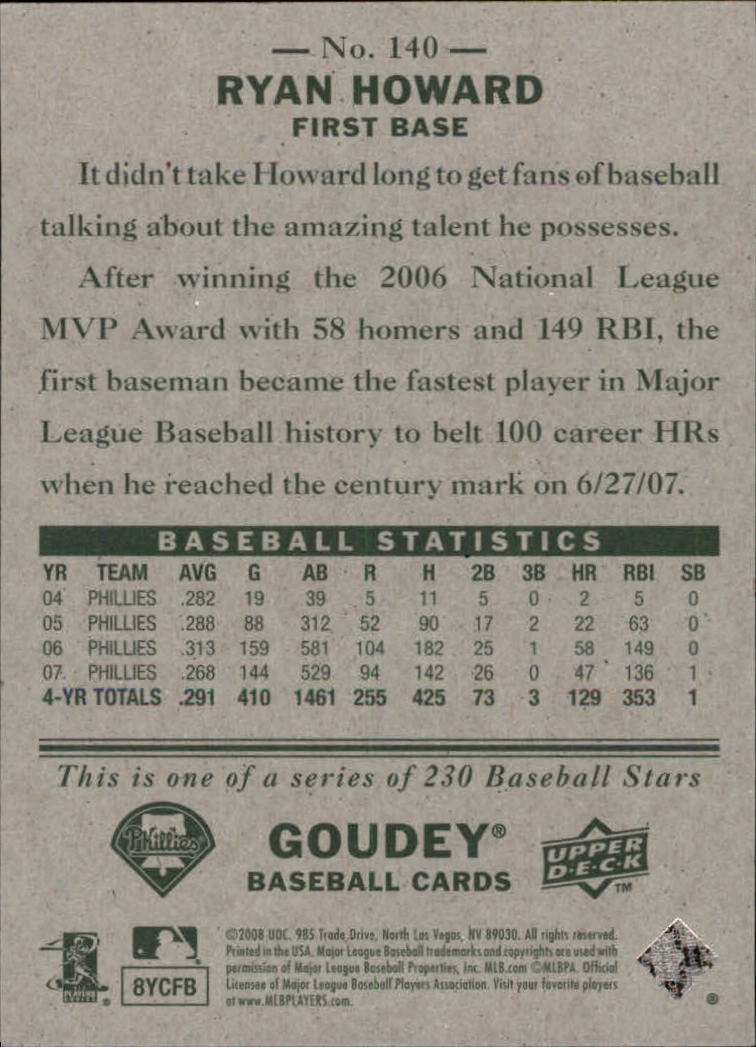 — No. 140 —
RYAN HOWARD
FIRST BASE
It didn't take Howard long to get fans of baseball
talking about the amazing talent he possesses.
After winning the 2006 National League
MVP Award with 58 homers and 149 RBI, the
first baseman became the fastest player in Major
League Baseball history to belt 100 career HRs
when he reached the century mark on 6/27/07.
BASEBALL STATISTICS
YR TEAM AVG G AB R H 2B 3B HR RBI SB
04 PHILLIES .282 19 39 5 11 5 0 2 5 0
05 PHILLIES .288 88 312 52 90 17 2 22 63 0
06 PHILLIES .313 159 581 104 182 25 1 58 149 0
07 PHILLIES .268 144 529 94 142 26 0 47 136 1
4-YR TOTALS .291 410 1461 255 425 73 3 129 353 1
This is one of a series of 230 Baseball Stars
Phillies
GOUDEY®
BASEBALL CARDS
UPPER
D·E·C·K
TM
8YCFB
©2008 UDC. 985 Trade Drive, North Las Vegas, NV 89030. All rights reserved.
Printed in the USA. Major League Baseball trademarks and copyrights are used with
permission of Major League Baseball Properties, Inc. MLB.com ©MLBPA. Official
Licensee of Major League Baseball Players Association. Visit your favorite players
at www.MLBPLAYERS.com.
®